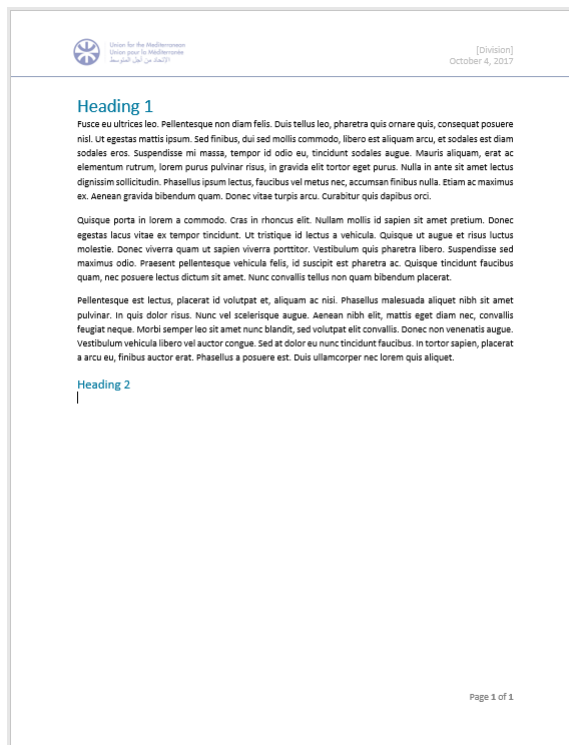 Union for the Mediterranean
Union pour la Méditerranée
الاتحاد من أجل المتوسط
[Division]
October 4, 2017
Heading 1
Fusce eu ultrices leo. Pellentesque non diam felis. Duis tellus leo, pharetra quis ornare quis, consequat posuere
nisl. Ut egestas mattis ipsum. Sed finibus, dui sed mollis commodo, libero est aliquam arcu, et sodales est diam
sodales eros. Suspendisse mi massa, tempor id odio eu, tincidunt sodales augue. Mauris aliquam, erat ac
elementum rutrum, lorem purus pulvinar risus, in gravida elit tortor eget purus. Nulla in ante sit amet lectus
dignissim sollicitudin. Phasellus ipsum lectus, faucibus vel metus nec, accumsan finibus nulla. Etiam ac maximus
ex. Aenean gravida bibendum quam. Donec vitae turpis arcu. Curabitur quis dapibus orci.
Quisque porta in lorem a commodo. Cras in rhoncus elit. Nullam mollis id sapien sit amet pretium. Donec
egestas lacus vitae ex tempor tincidunt. Ut tristique id lectus a vehicula. Quisque ut augue et risus luctus
molestie. Donec viverra quam ut sapien viverra porttitor. Vestibulum quis pharetra libero. Suspendisse sed
maximus odio. Praesent pellentesque vehicula felis, id suscipit est pharetra ac. Quisque tincidunt faucibus
quam, nec posuere lectus dictum sit amet. Nunc convallis tellus non quam bibendum placerat.
Pellentesque est lectus, placerat id volutpat et, aliquam ac nisi. Phasellus malesuada aliquet nibh sit amet
pulvinar. In quis dolor risus. Nunc vel scelerisque augue. Aenean nibh elit, mattis eget diam nec, convallis
feugiat neque. Morbi semper leo sit amet nunc blandit, sed volutpat elit convallis. Donec non venenatis augue.
Vestibulum vehicula libero vel auctor congue. Sed at dolor eu nunc tincidunt faucibus. In tortor sapien, placerat
a arcu eu, finibus auctor erat. Phasellus a posuere est. Duis ullamcorper nec lorem quis aliquet.
Heading 2
Page 1 of 1